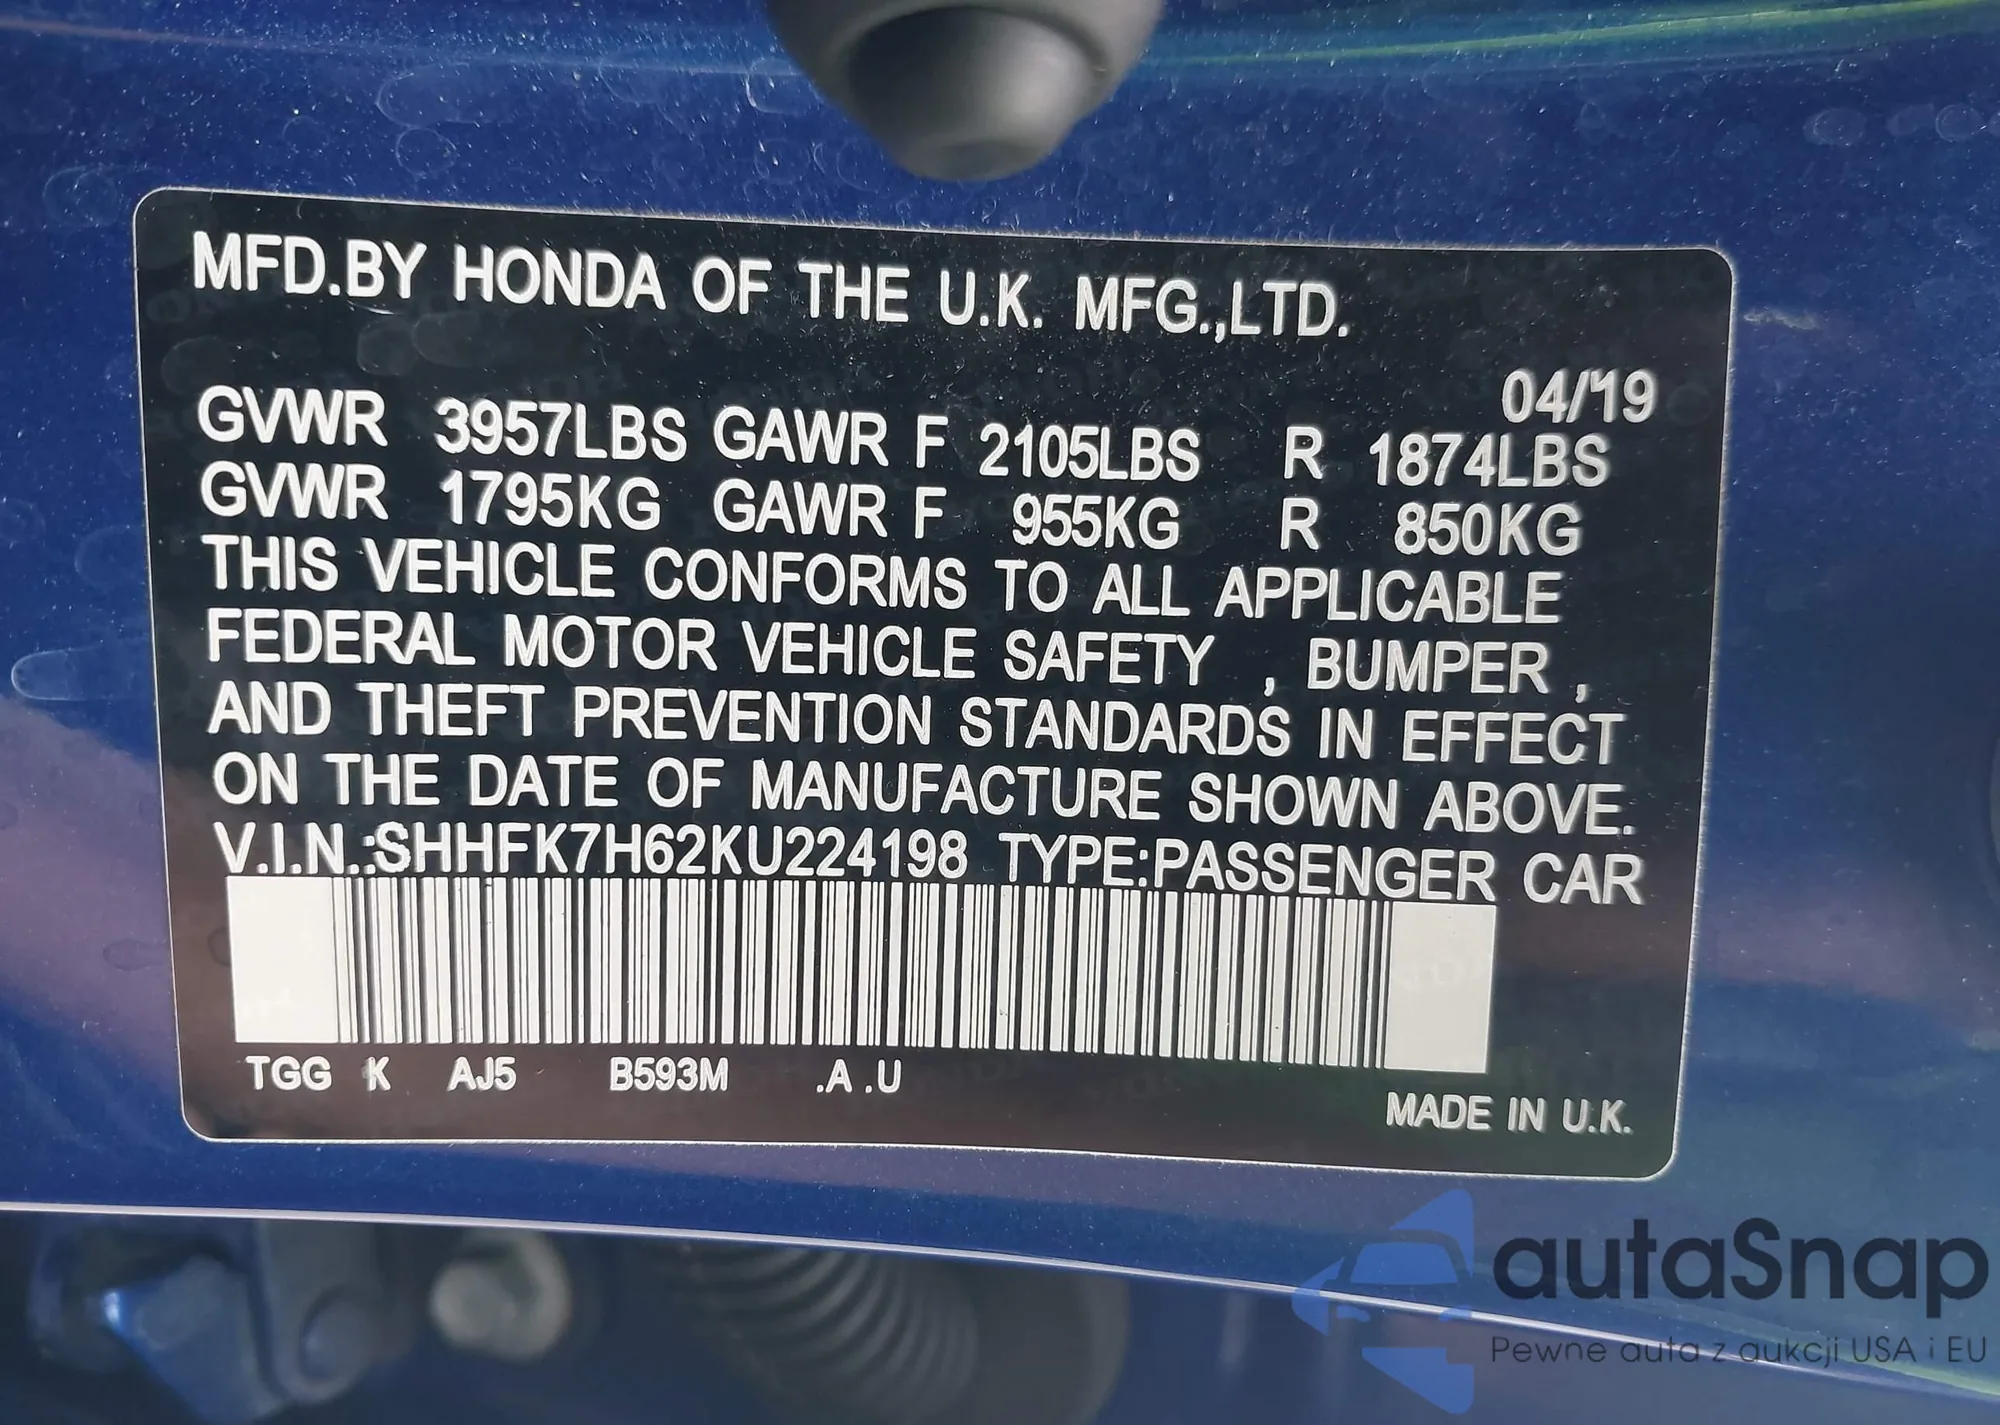 MFD.BY HONDA OF THE U.K. MFG.,LTD.
04/'19
GVWR 3957LBS GAWR F 2105LBS R 1874LBS
GVWR 1795KG GAWR F 955KG R 850KG
THIS VEHICLE CONFORMS TO ALL APPLICABLE
FEDERAL MOTOR VEHICLE SAFETY , BUMPER ,
AND THEFT PREVENTION STANDARDS IN EFFECT
ON THE DATE OF MANUFACTURE SHOWN ABOVE.
V.I.N.:SHHFK7H62KU224198 TYPE:PASSENGER CAR
TGG K AJ5 B593M .A .U
MADE IN U.K.
autaSnap
Pewne auta z aukcji USA i EU